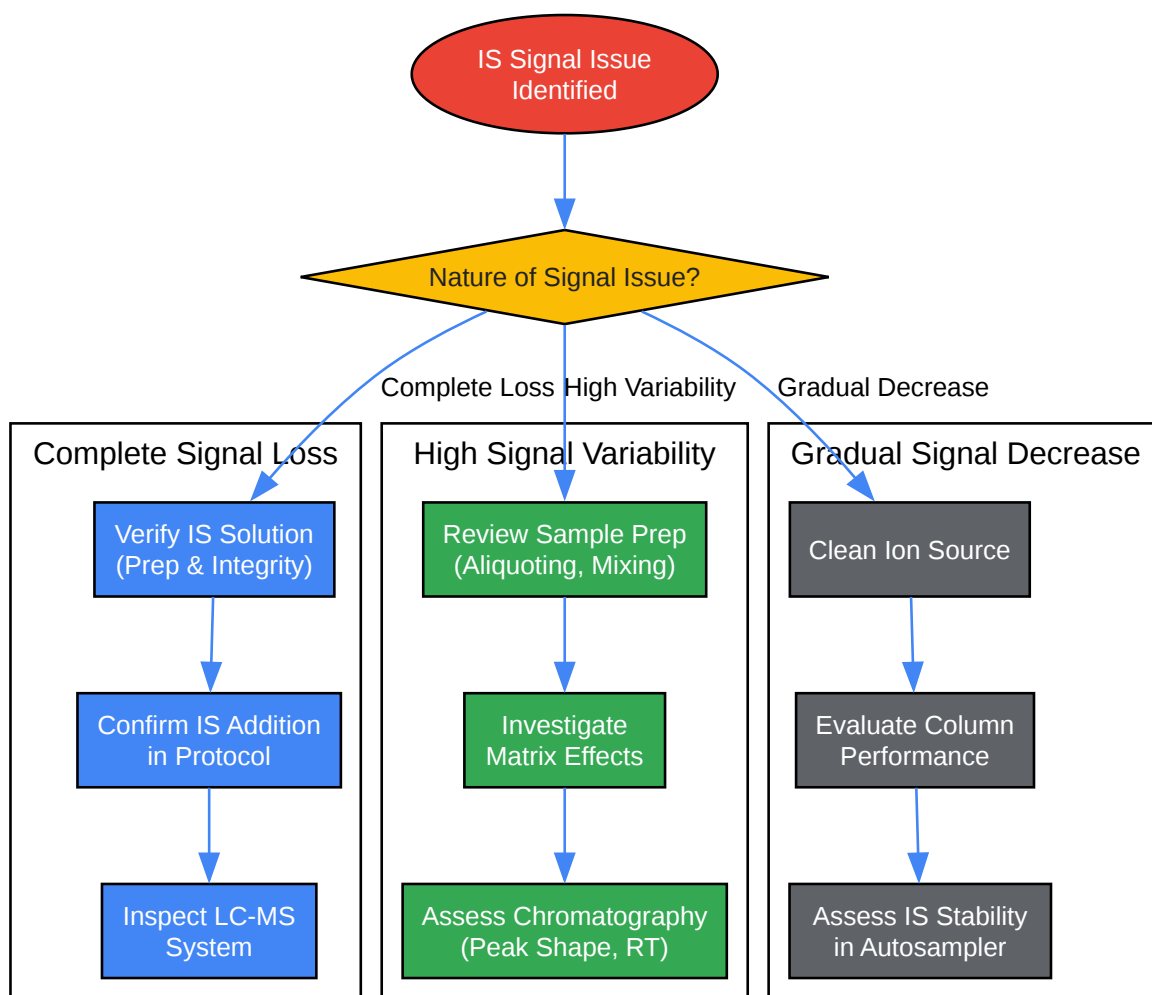 IS Signal Issue
Identified
Nature of Signal Issue?
Complete Loss
High Variability
Gradual Decrease
Complete Signal Loss
Verify IS Solution
(Prep & Integrity)
Confirm IS Addition
in Protocol
Inspect LC-MS
System
High Signal Variability
Review Sample Prep
(Aliquoting, Mixing)
Investigate
Matrix Effects
Assess Chromatography
(Peak Shape, RT)
Gradual Signal Decrease
Clean Ion Source
Evaluate Column
Performance
Assess IS Stability
in Autosampler